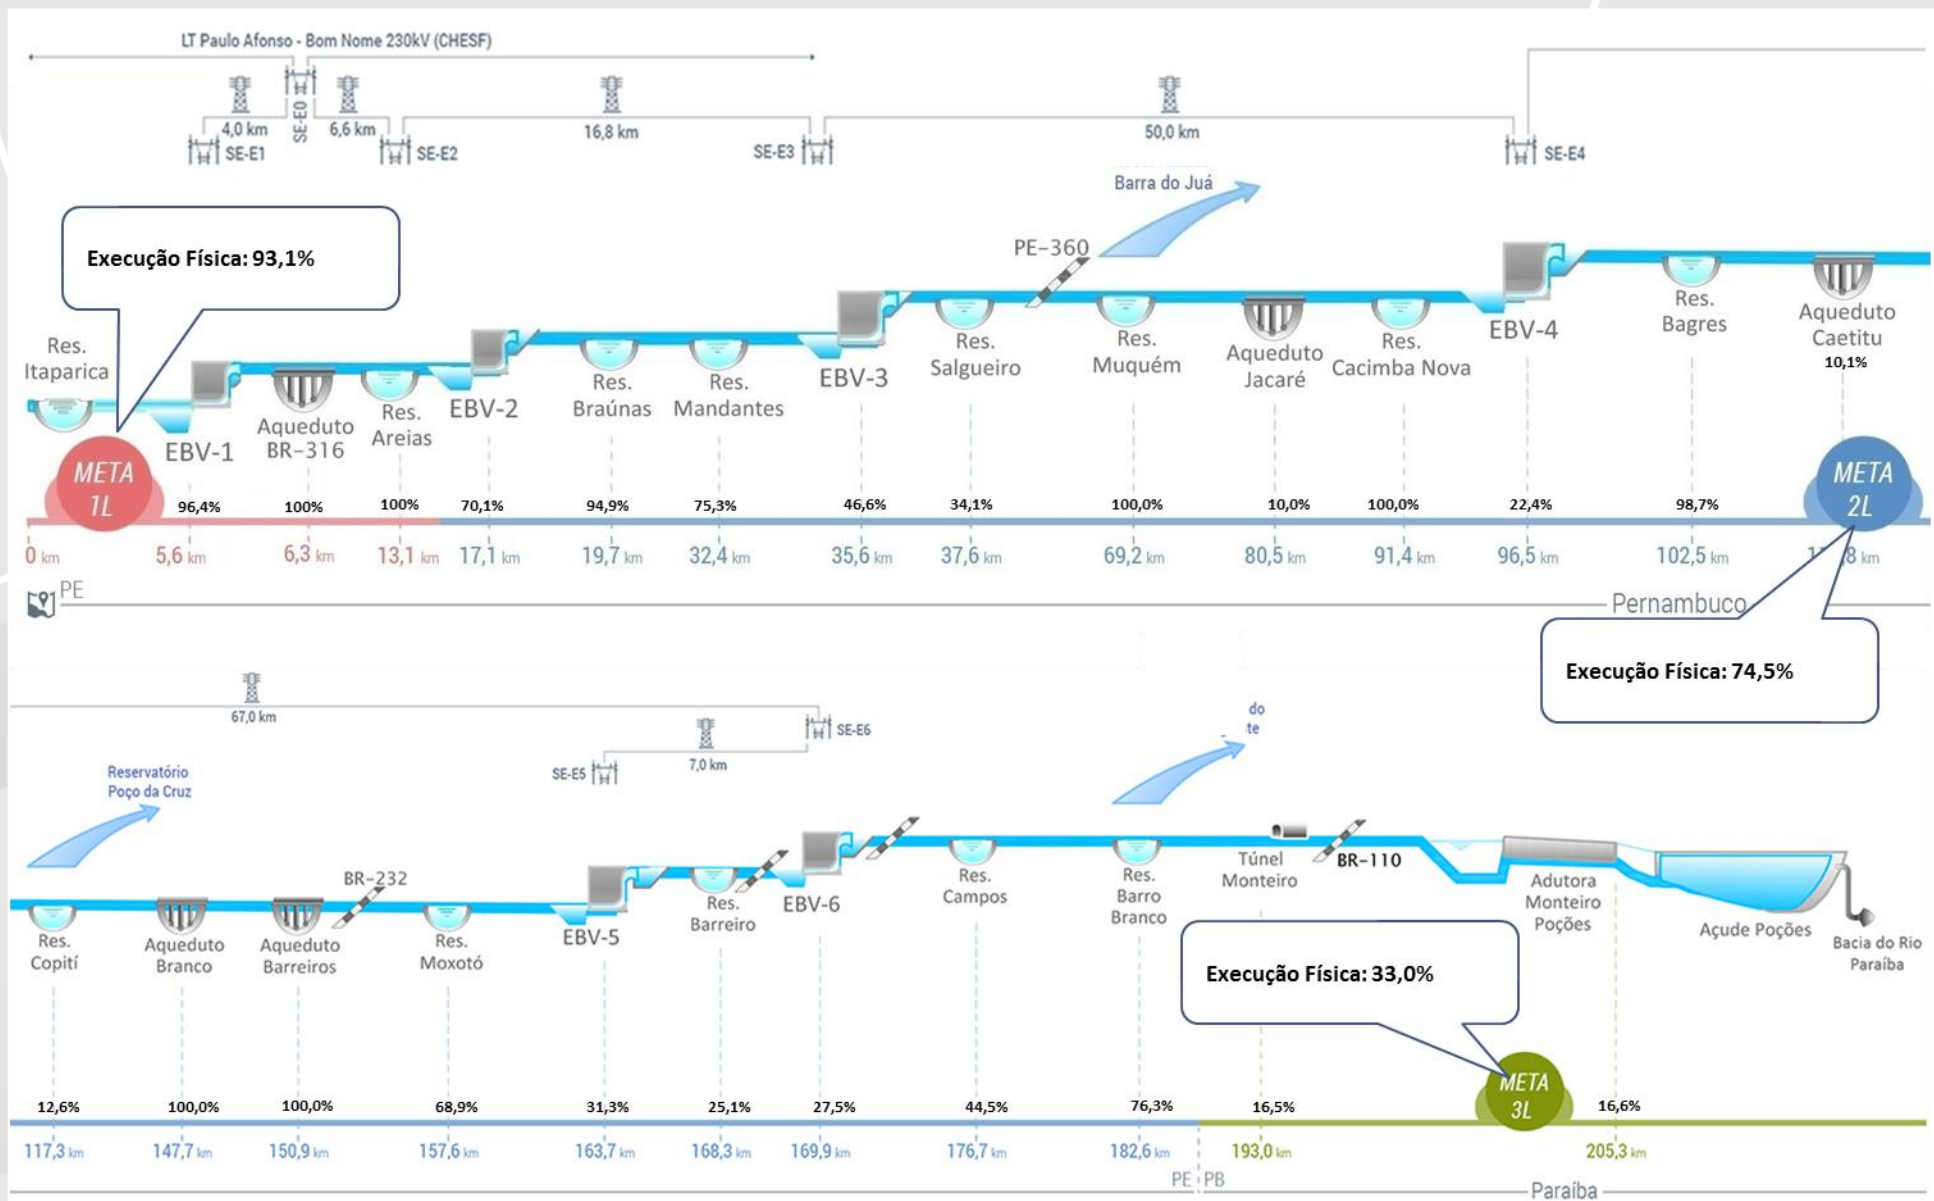 LT Paulo Afonso - Bom Nome 230kV (CHESF)
4,0 km
SE-E0
6,6 km
16,8 km
50,0 km
SE-E1
SE-E2
SE-E3
SE-E4
Barra do Juá
PE-360
Execução Física: 93,1%
Res.
Itaparica
EBV-1
Aqueduto
BR-316
Res.
Areias
EBV-2
Res.
Braúnas
Res.
Mandantes
EBV-3
Res.
Salgueiro
Res.
Muquém
Aqueduto
Jacaré
Res.
Cacimba Nova
EBV-4
Res.
Bagres
Aqueduto
Caetitu
10,1%
META
1L
96,4%
100%
100%
70,1%
94,9%
75,3%
46,6%
34,1%
100,0%
10,0%
100,0%
22,4%
98,7%
META
2L
0 km
5,6 km
6,3 km
13,1 km
17,1 km
19,7 km
32,4 km
35,6 km
37,6 km
69,2 km
80,5 km
91,4 km
96,5 km
102,5 km
8 km
PE
Pernambuco
Execução Física: 74,5%
67,0 km
SE-E6
7,0 km
SE-E5
do
te
Reservatório
Poço da Cruz
BR-232
BR-110
Res.
Copití
Aqueduto
Branco
Aqueduto
Barreiros
Res.
Moxotó
EBV-5
Res.
Barreiro
EBV-6
Res.
Campos
Res.
Barro
Branco
Túnel
Monteiro
Adutora
Monteiro
Poções
Açude Poções
Bacia do Rio
Paraíba
Execução Física: 33,0%
META
3L
12,6%
100,0%
100,0%
68,9%
31,3%
25,1%
27,5%
44,5%
76,3%
16,5%
16,6%
117,3 km
147,7 km
150,9 km
157,6 km
163,7 km
168,3 km
169,9 km
176,7 km
182,6 km
193,0 km
205,3 km
PE
PB
Paraíba